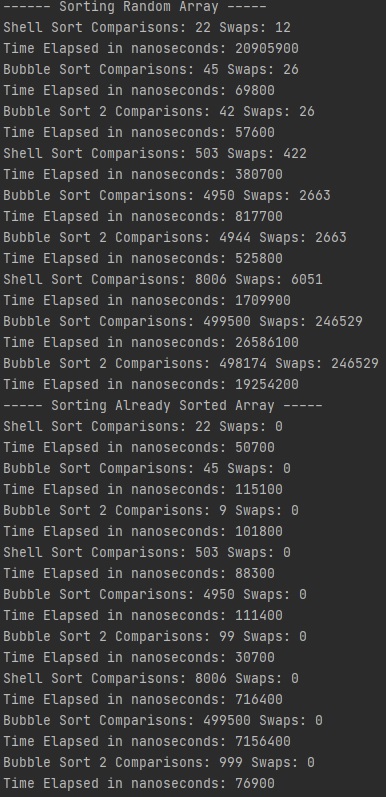 ------ Sorting Random Array -----
Shell Sort Comparisons: 22 Swaps: 12
Time Elapsed in nanoseconds: 20905900
Bubble Sort Comparisons: 45 Swaps: 26
Time Elapsed in nanoseconds: 69800
Bubble Sort 2 Comparisons: 42 Swaps: 26
Time Elapsed in nanoseconds: 57600
Shell Sort Comparisons: 503 Swaps: 422
Time Elapsed in nanoseconds: 380700
Bubble Sort Comparisons: 4950 Swaps: 2663
Time Elapsed in nanoseconds: 817700
Bubble Sort 2 Comparisons: 4944 Swaps: 2663
Time Elapsed in nanoseconds: 525800
Shell Sort Comparisons: 8006 Swaps: 6051
Time Elapsed in nanoseconds: 1709900
Bubble Sort Comparisons: 499500 Swaps: 246529
Time Elapsed in nanoseconds: 26586100
Bubble Sort 2 Comparisons: 498174 Swaps: 246529
Time Elapsed in nanoseconds: 19254200
----- Sorting Already Sorted Array -----
Shell Sort Comparisons: 22 Swaps: 0
Time Elapsed in nanoseconds: 50700
Bubble Sort Comparisons: 45 Swaps: 0
Time Elapsed in nanoseconds: 115100
Bubble Sort 2 Comparisons: 9 Swaps: 0
Time Elapsed in nanoseconds: 101800
Shell Sort Comparisons: 503 Swaps: 0
Time Elapsed in nanoseconds: 88300
Bubble Sort Comparisons: 4950 Swaps: 0
Time Elapsed in nanoseconds: 111400
Bubble Sort 2 Comparisons: 99 Swaps: 0
Time Elapsed in nanoseconds: 30700
Shell Sort Comparisons: 8006 Swaps: 0
Time Elapsed in nanoseconds: 716400
Bubble Sort Comparisons: 499500 Swaps: 0
Time Elapsed in nanoseconds: 7156400
Bubble Sort 2 Comparisons: 999 Swaps: 0
Time Elapsed in nanoseconds: 76900